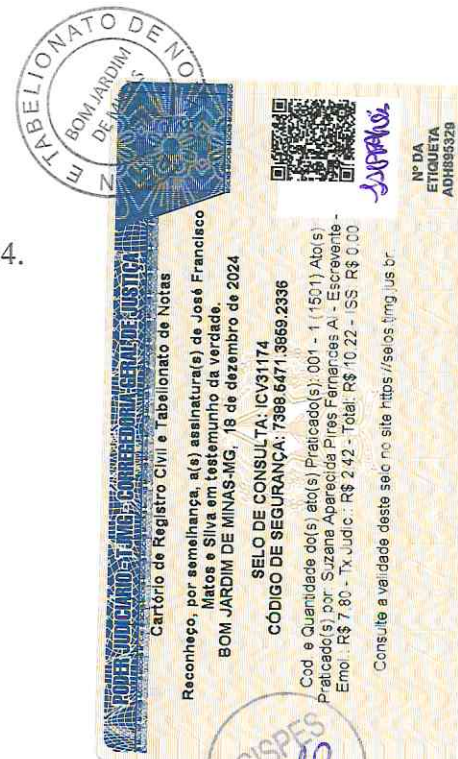 4.
TABELIONATO DE NO
BOM JARDIM
DE MINAS
PODER JUDICIÁRIO - TJMG - CORREGEDORIA-GERAL DE JUSTIÇA
Cartório de Registro Civil e Tabelionato de Notas
Reconheço, por semelhança, a(s) assinatura(s) de José Francisco
Matos e Silva em testemunho da verdade.
BOM JARDIM DE MINAS-MG, 18 de dezembro de 2024
SELO DE CONSULTA: ICV31174
CÓDIGO DE SEGURANÇA: 7388.6471.3869.2336
Cod. e Quantidade do(s) ato(s) Praticado(s): 001 - 1 (1501) Ato(s)
Praticado(s) por: Suzana Aparecida Pires Fernandes Al - Escrevente -
Emol.: R$ 7.80 - Tx.Judic.: R$ 2.42 - Total: R$ 10.22 - ISS: R$ 0.00
Consulte a validade deste selo no site https://selos.tjmg.jus.br
Nº DA
ETIQUETA
ADH895329